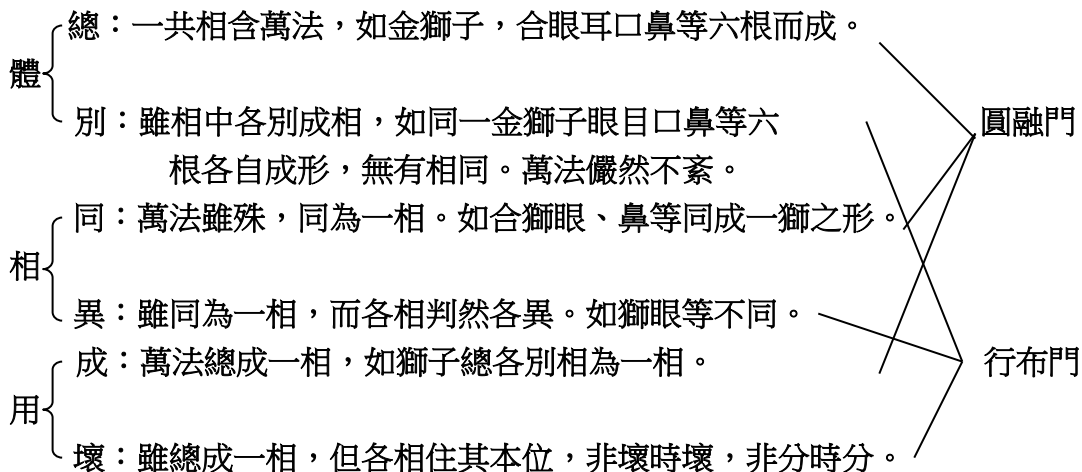 總：一共相含萬法，如金獅子，合眼耳口鼻等六根而成。
體
別：雖相中各別成相，如同一金獅子眼目口鼻等六
圓融門
根各自成形，無有相同。萬法儼然不紊。
同：萬法雖殊，同為一相。如合獅眼、鼻等同成一獅之形。
相
異：雖同為一相，而各相判然各異。如獅眼等不同。
成：萬法總成一相，如獅子總各別相為一相。
行布門
用
壞：雖總成一相，但各相住其本位，非壞時壞，非分時分。